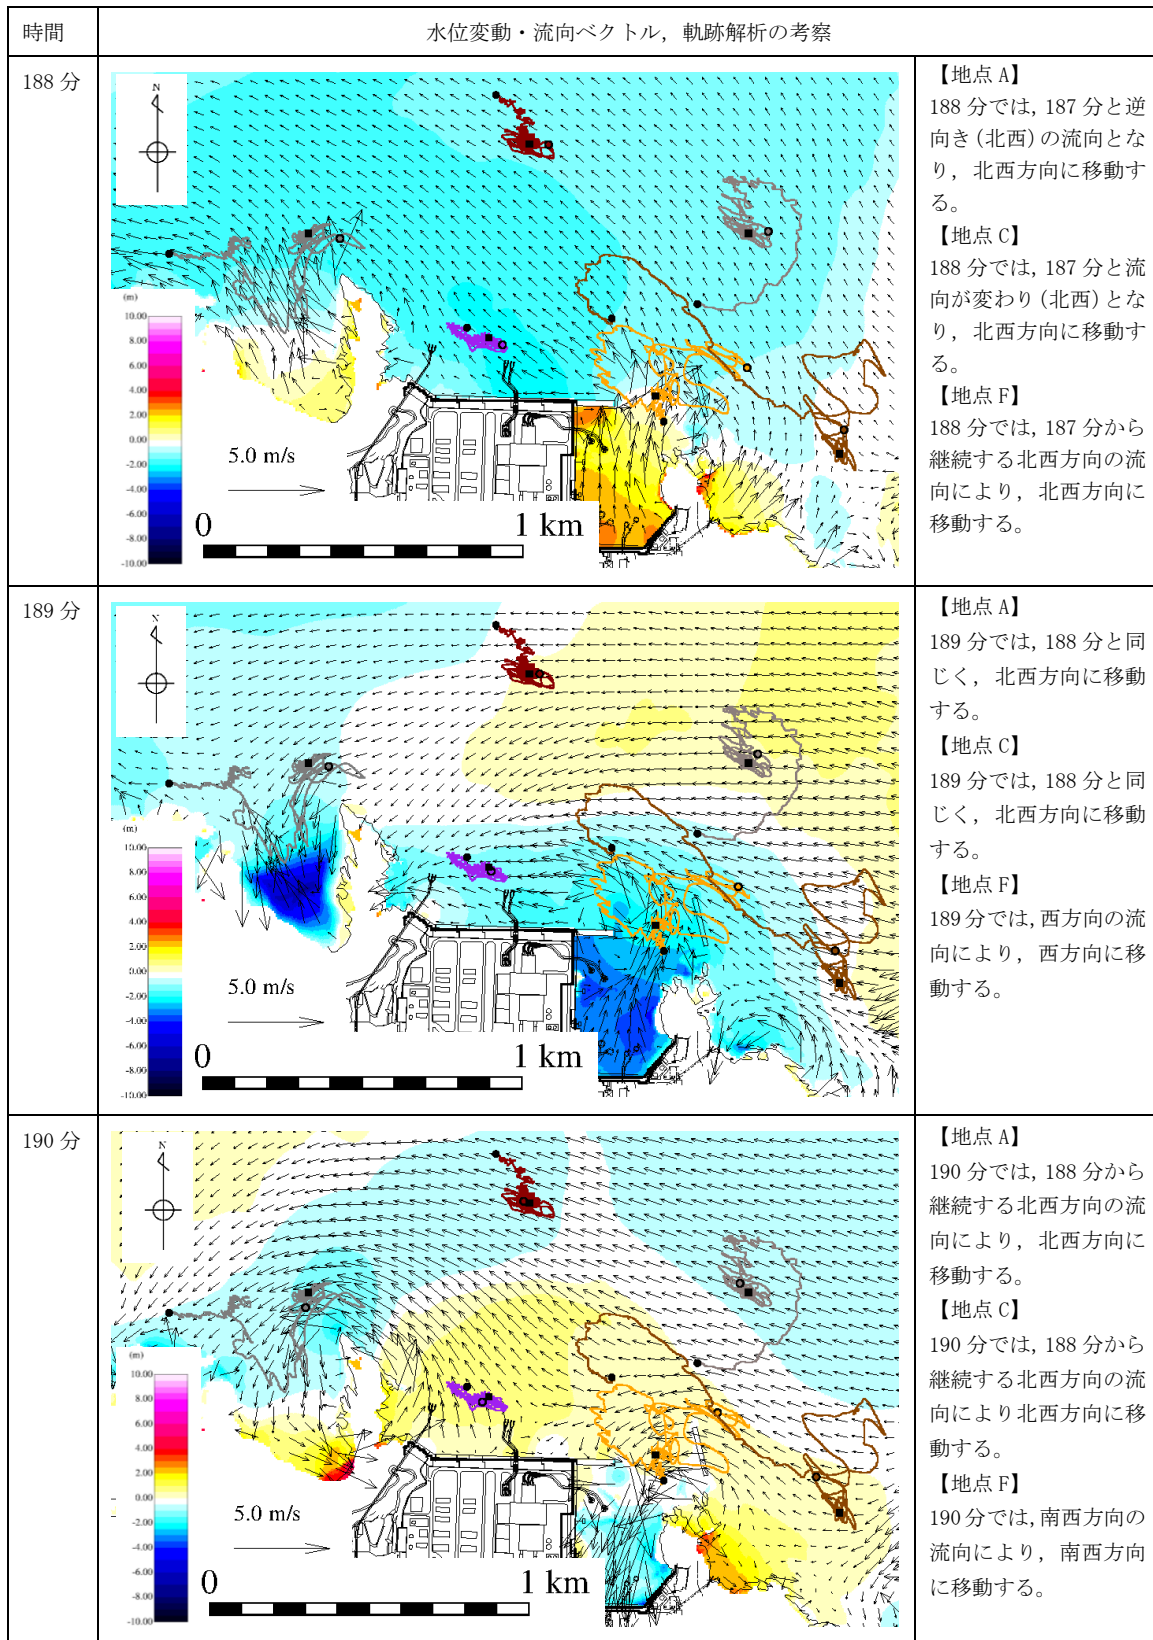 時間
水位変動・流向ベクトル，軌跡解析の考察
188 分
N
(m)
10.00
8.00
6.00
4.00
2.00
0.00
-2.00
-4.00
-6.00
-8.00
-10.00
5.0 m/s
0
1 km
【地点 A】
188 分では，187 分と逆
向き（北西）の流向とな
り，北西方向に移動す
る。
【地点 C】
188 分では，187 分と流
向が変わり（北西）とな
り，北西方向に移動す
る。
【地点 F】
188 分では，187 分から
継続する北西方向の流
向により，北西方向に
移動する。
189 分
N
(m)
10.00
8.00
6.00
4.00
2.00
0.00
-2.00
-4.00
-6.00
-8.00
-10.00
5.0 m/s
0
1 km
【地点 A】
189 分では，188 分と同
じく，北西方向に移動
する。
【地点 C】
189 分では，188 分と同
じく，北西方向に移動
する。
【地点 F】
189 分では，西方向の流
向により，西方向に移
動する。
190 分
N
(m)
10.00
8.00
6.00
4.00
2.00
0.00
-2.00
-4.00
-6.00
-8.00
-10.00
5.0 m/s
0
1 km
【地点 A】
190 分では，188 分から
継続する北西方向の流
向により，北西方向に
移動する。
【地点 C】
190 分では，188 分から
継続する北西方向の流
向により北西方向に移
動する。
【地点 F】
190 分では，南西方向の
流向により，南西方向
に移動する。